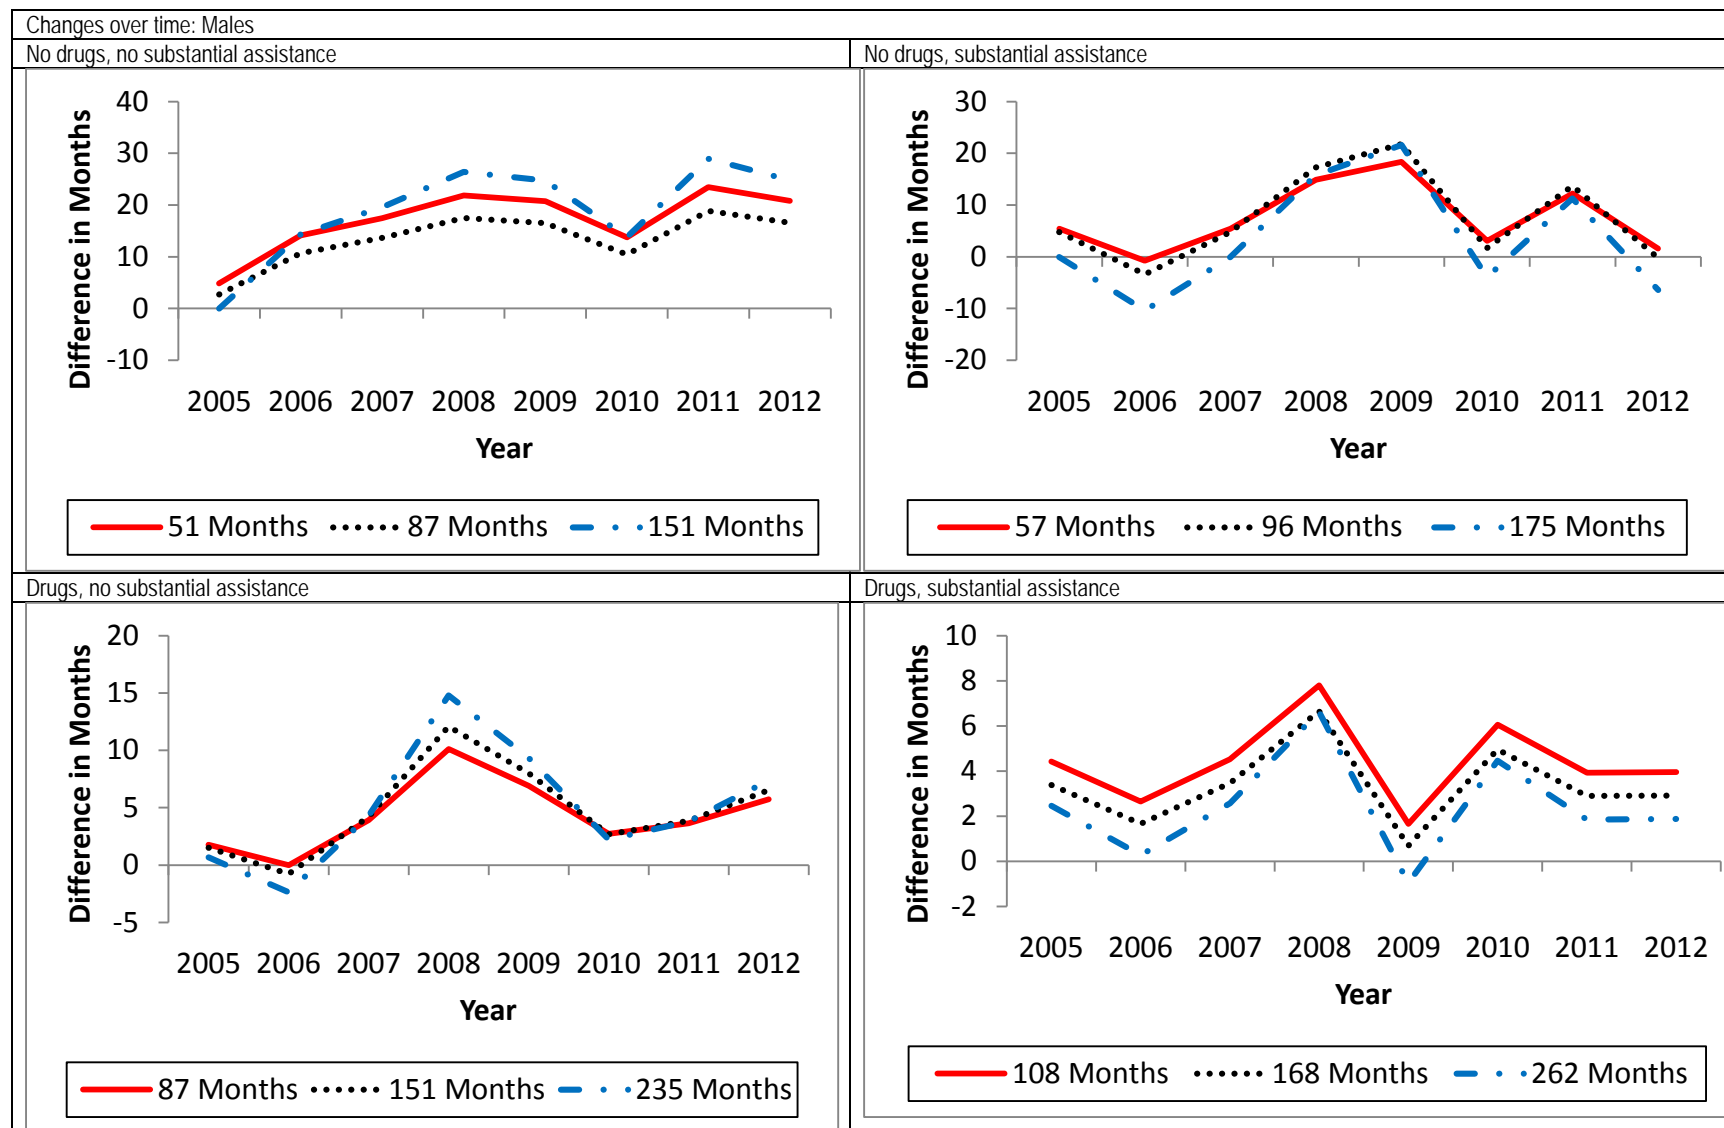 Changes over time: Males
No drugs, no substantial assistance
Difference in Months
40
30
20
10
0
-10
2005 2006 2007 2008 2009 2010 2011 2012
Year
51 Months 87 Months 151 Months
No drugs, substantial assistance
Difference in Months
30
20
10
0
-10
-20
2005 2006 2007 2008 2009 2010 2011 2012
Year
57 Months 96 Months 175 Months
Drugs, no substantial assistance
Difference in Months
20
15
10
5
0
-5
2005 2006 2007 2008 2009 2010 2011 2012
Year
87 Months 151 Months 235 Months
Drugs, substantial assistance
Difference in Months
10
8
6
4
2
0
-2
2005 2006 2007 2008 2009 2010 2011 2012
Year
108 Months 168 Months 262 Months